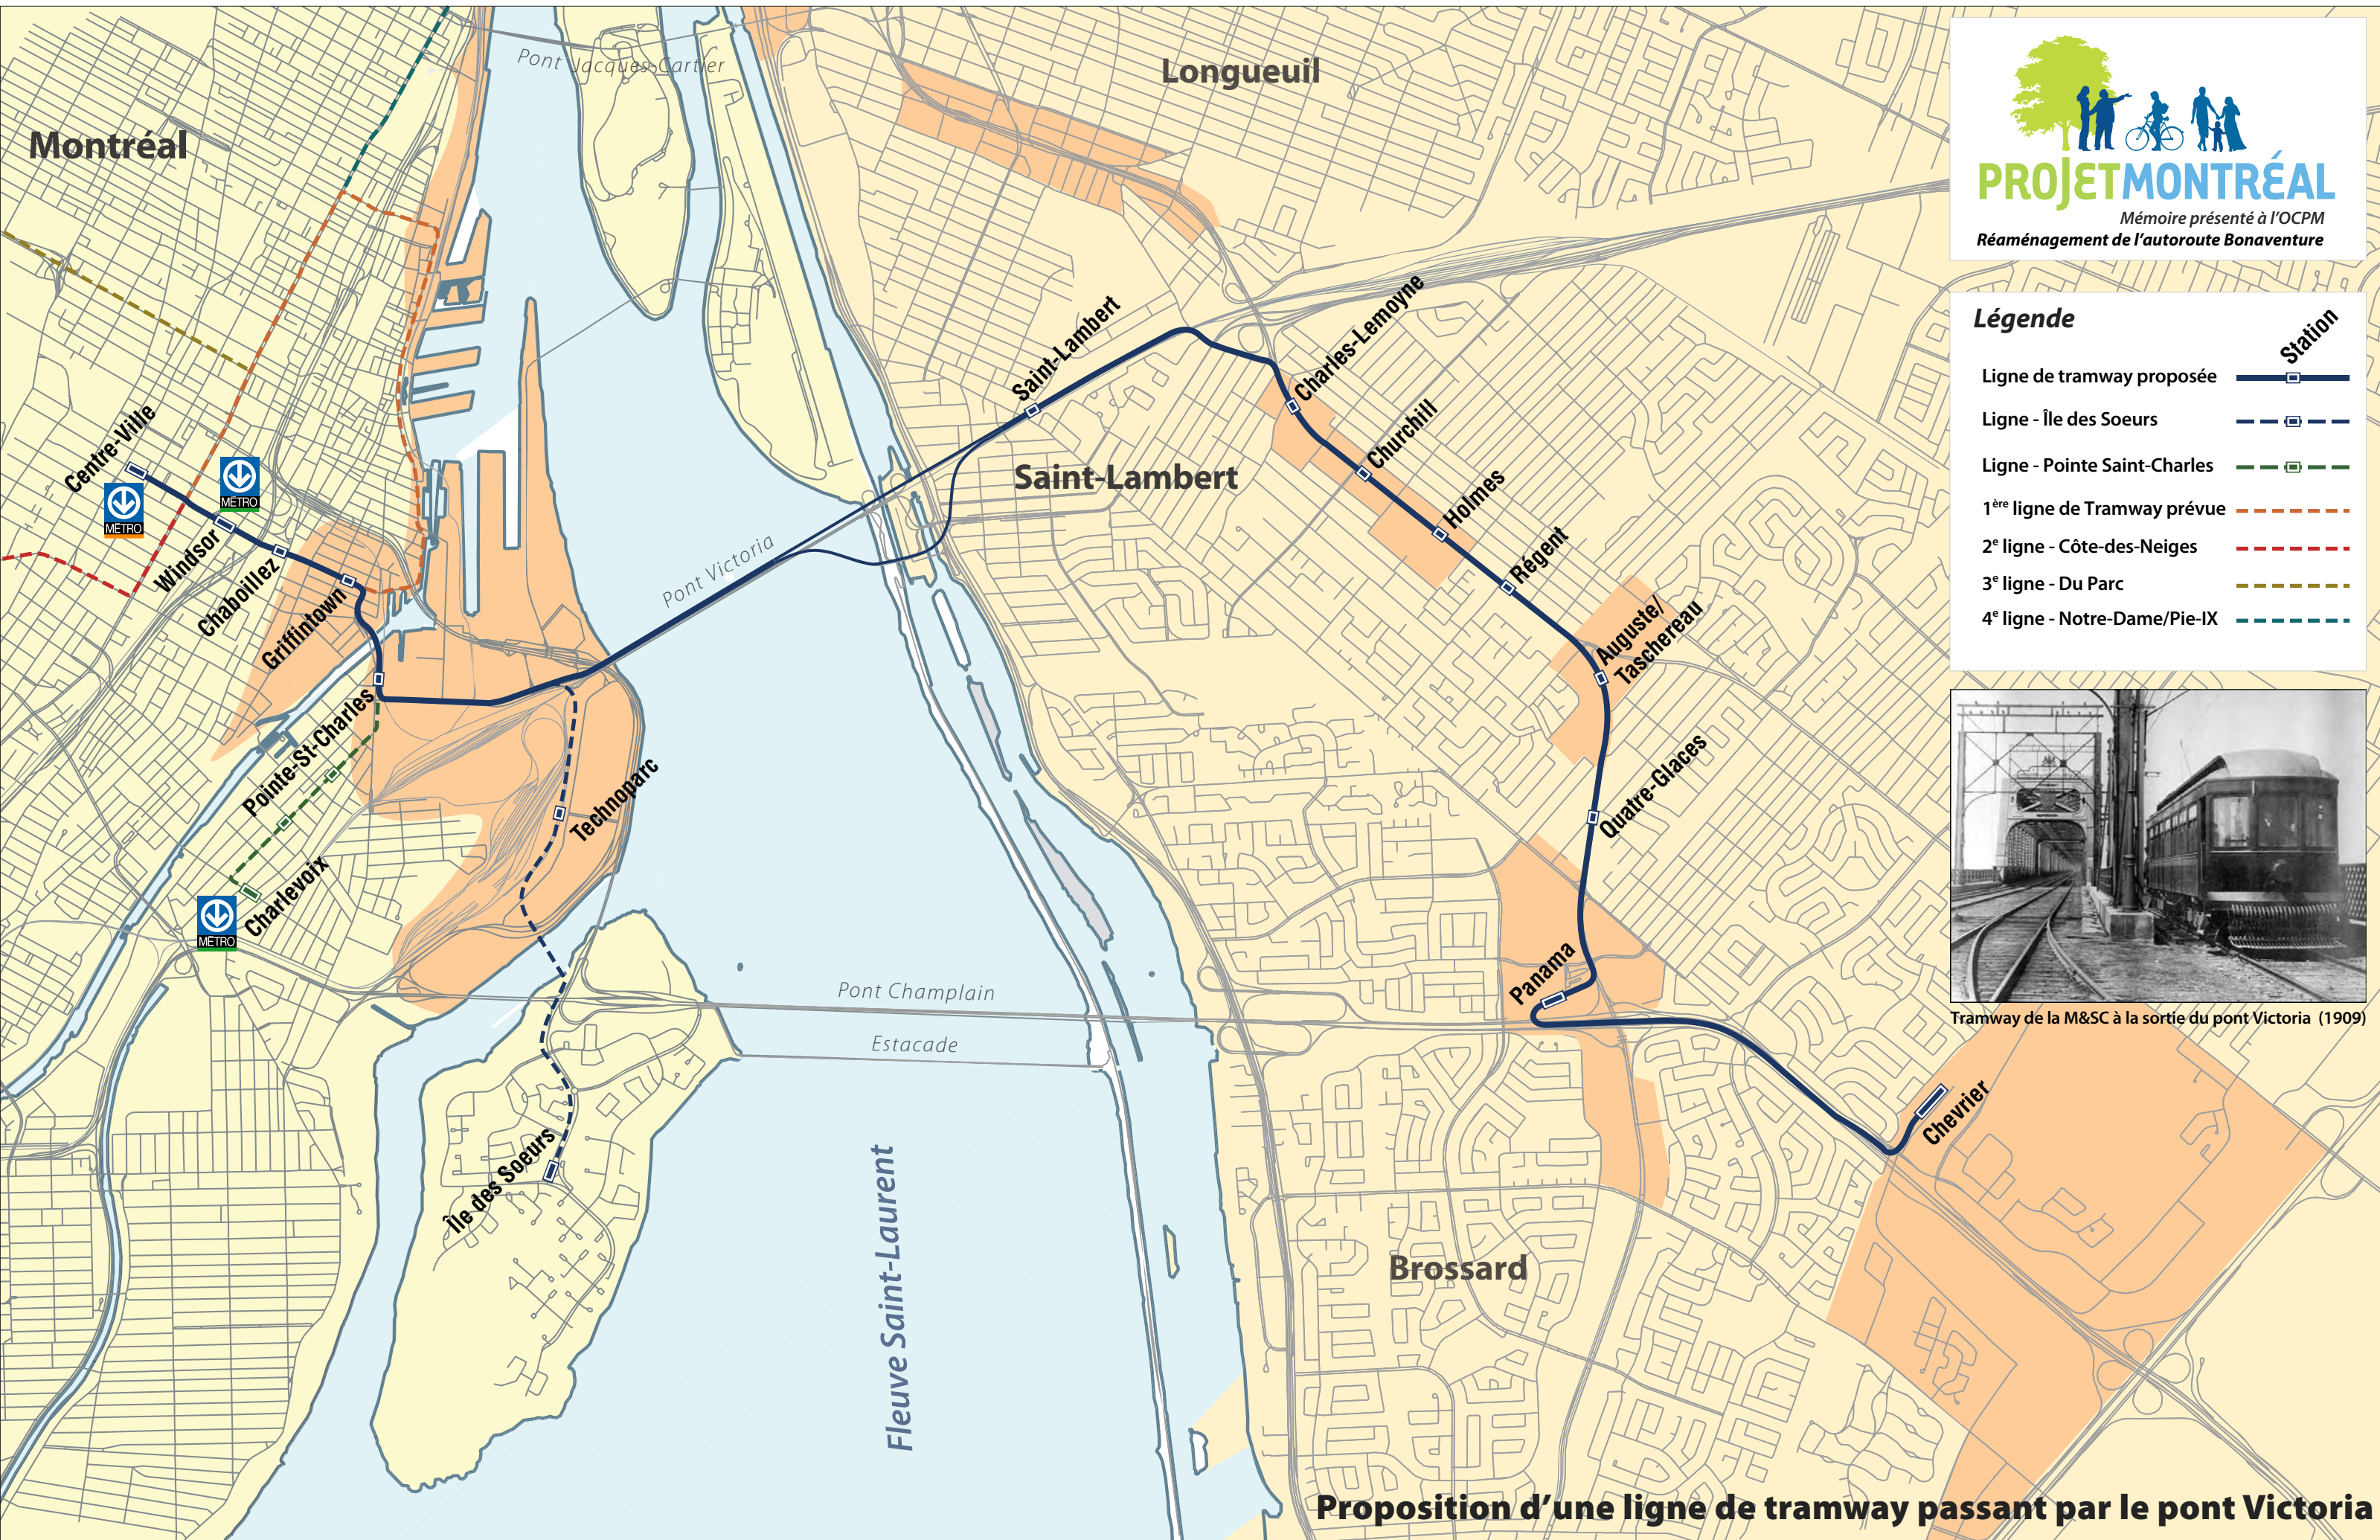 Montréal
Pont Jacques-Cartier
Longueuil
PROJETMONTRÉAL
Mémoire présenté à l'OCPM
Réaménagement de l'autoroute Bonaventure
Légende
Station
Ligne de tramway proposée
Ligne - Île des Soeurs
Ligne - Pointe Saint-Charles
1ère ligne de Tramway prévue
2e ligne - Côte-des-Neiges
3e ligne - Du Parc
4e ligne - Notre-Dame/Pie-IX
Tramway de la M&SC à la sortie du pont Victoria (1909)
Centre-Ville
MÉTRO
MÉTRO
Windsor
Chaboillez
Griffintown
Pointe-St-Charles
Charlevoix
MÉTRO
Technoparc
Île des Soeurs
Pont Victoria
Saint-Lambert
Saint-Lambert
Charles-Lemoyne
Churchill
Holmes
Régent
Auguste/
Taschereau
Quatre-Glaces
Panama
Chevrier
Pont Champlain
Estacade
Fleuve Saint-Laurent
Brossard
Proposition d'une ligne de tramway passant par le pont Victoria